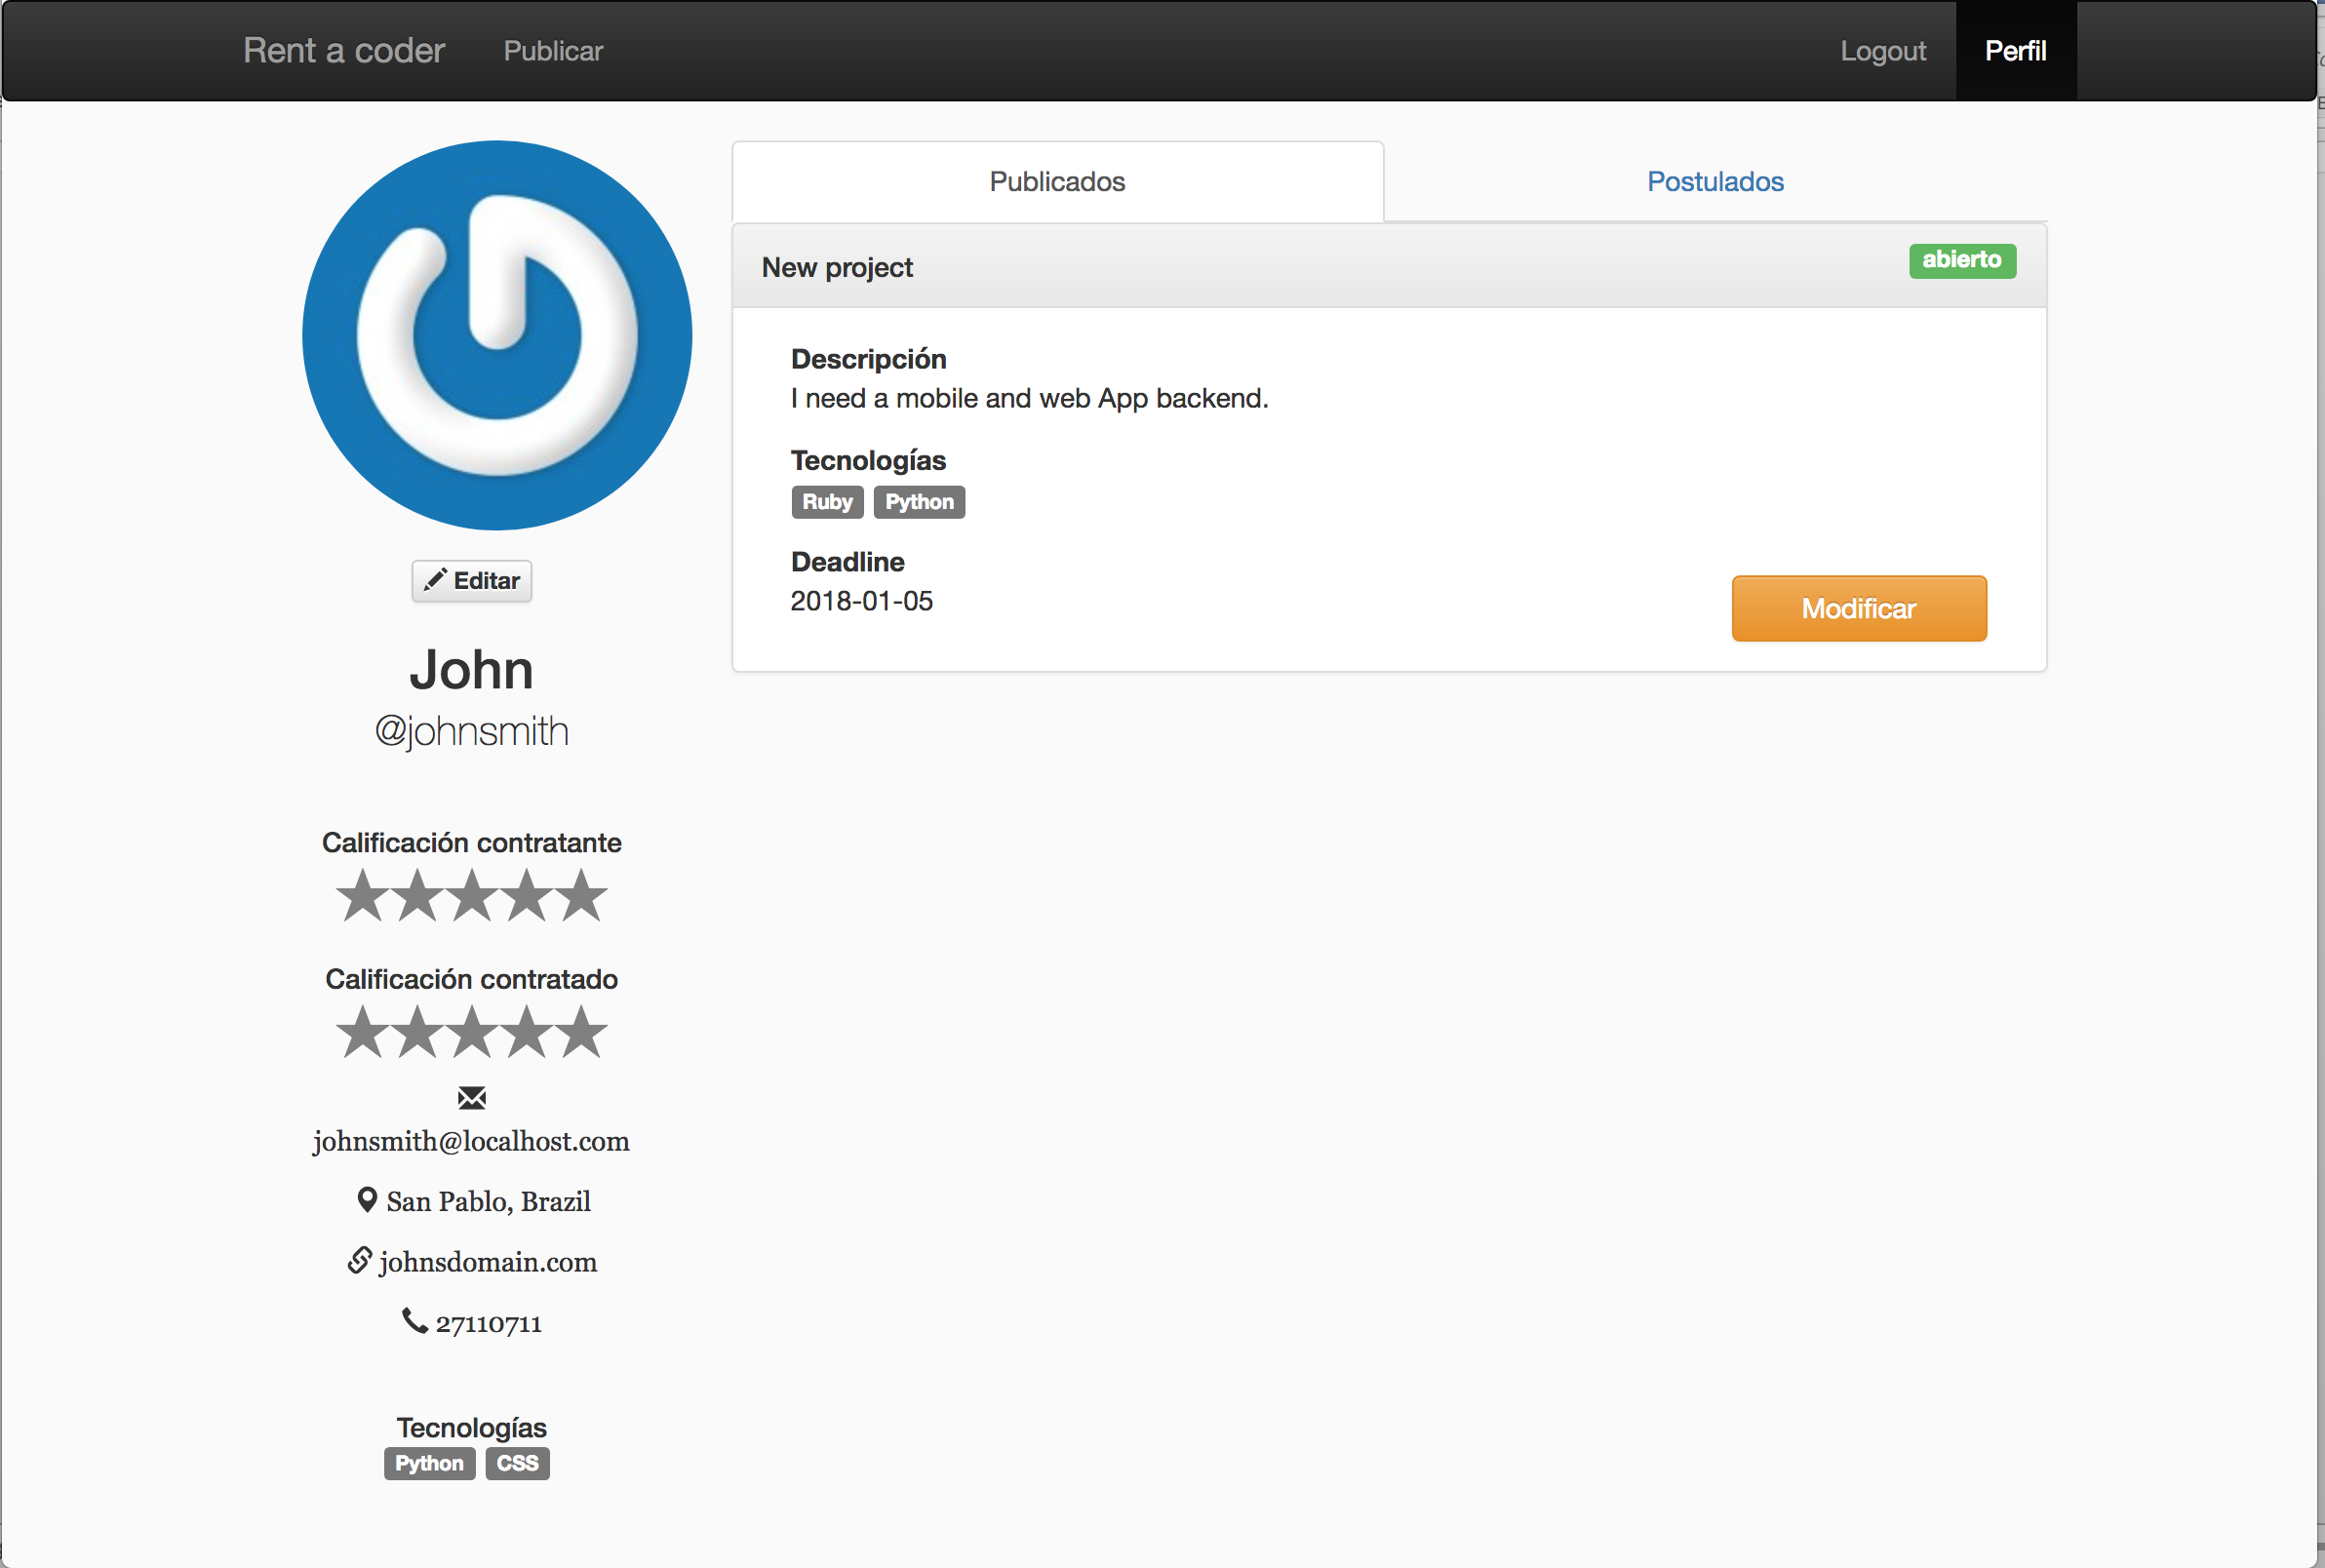 Rent a coder
Publicar
Logout
Perfil
Publicados
Postulados
New project
abierto
Descripción
I need a mobile and web App backend.
Tecnologías
Ruby Python
Deadline
2018-01-05
Modificar
Editar
John
@johnsmith
Calificación contratante
Calificación contratado
johnsmith@localhost.com
San Pablo, Brazil
johnsdomain.com
27110711
Tecnologías
Python CSS